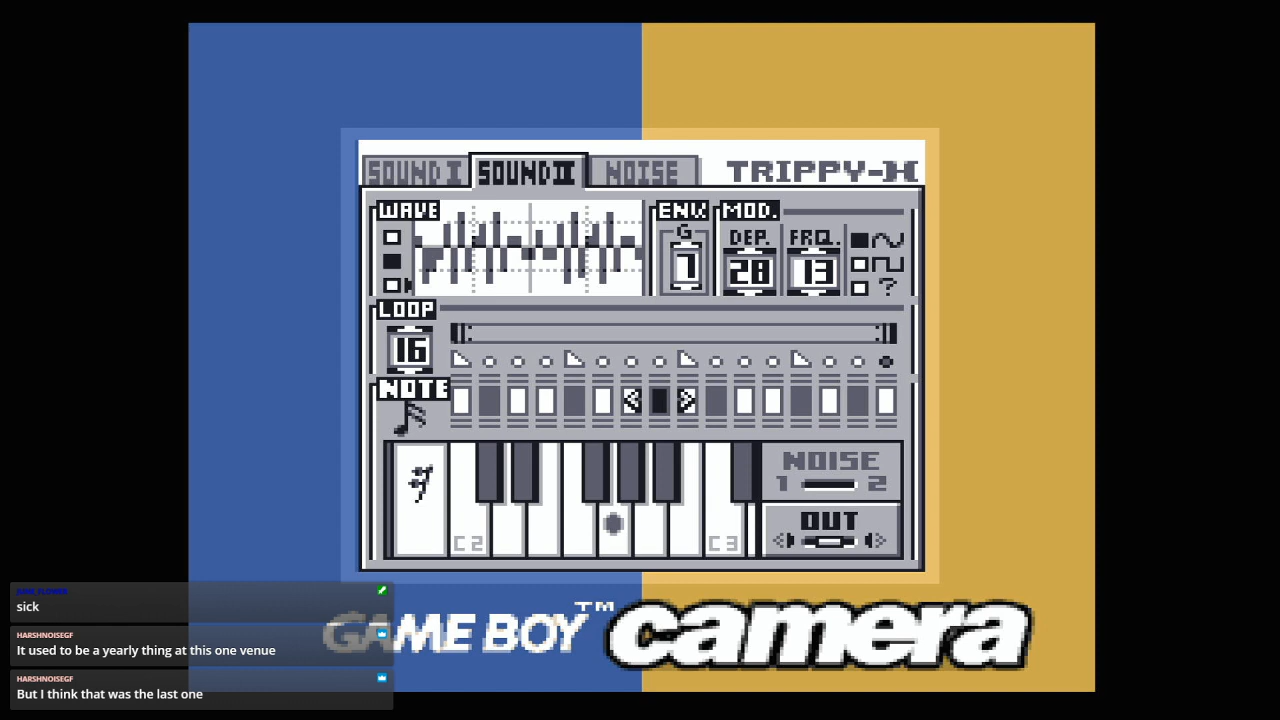 SOUND I SOUND II NOISE TRIPPY-H
WAVE ENV. MOD.
G DEP. FRQ.
7 28 13
?
LOOP
16
NOTE
C2 C3
NOISE
1 2
OUT
GAME BOY™ camera
sick
HARSHNOISEGF
It used to be a yearly thing at this one venue
HARSHNOISEGF
But I think that was the last one